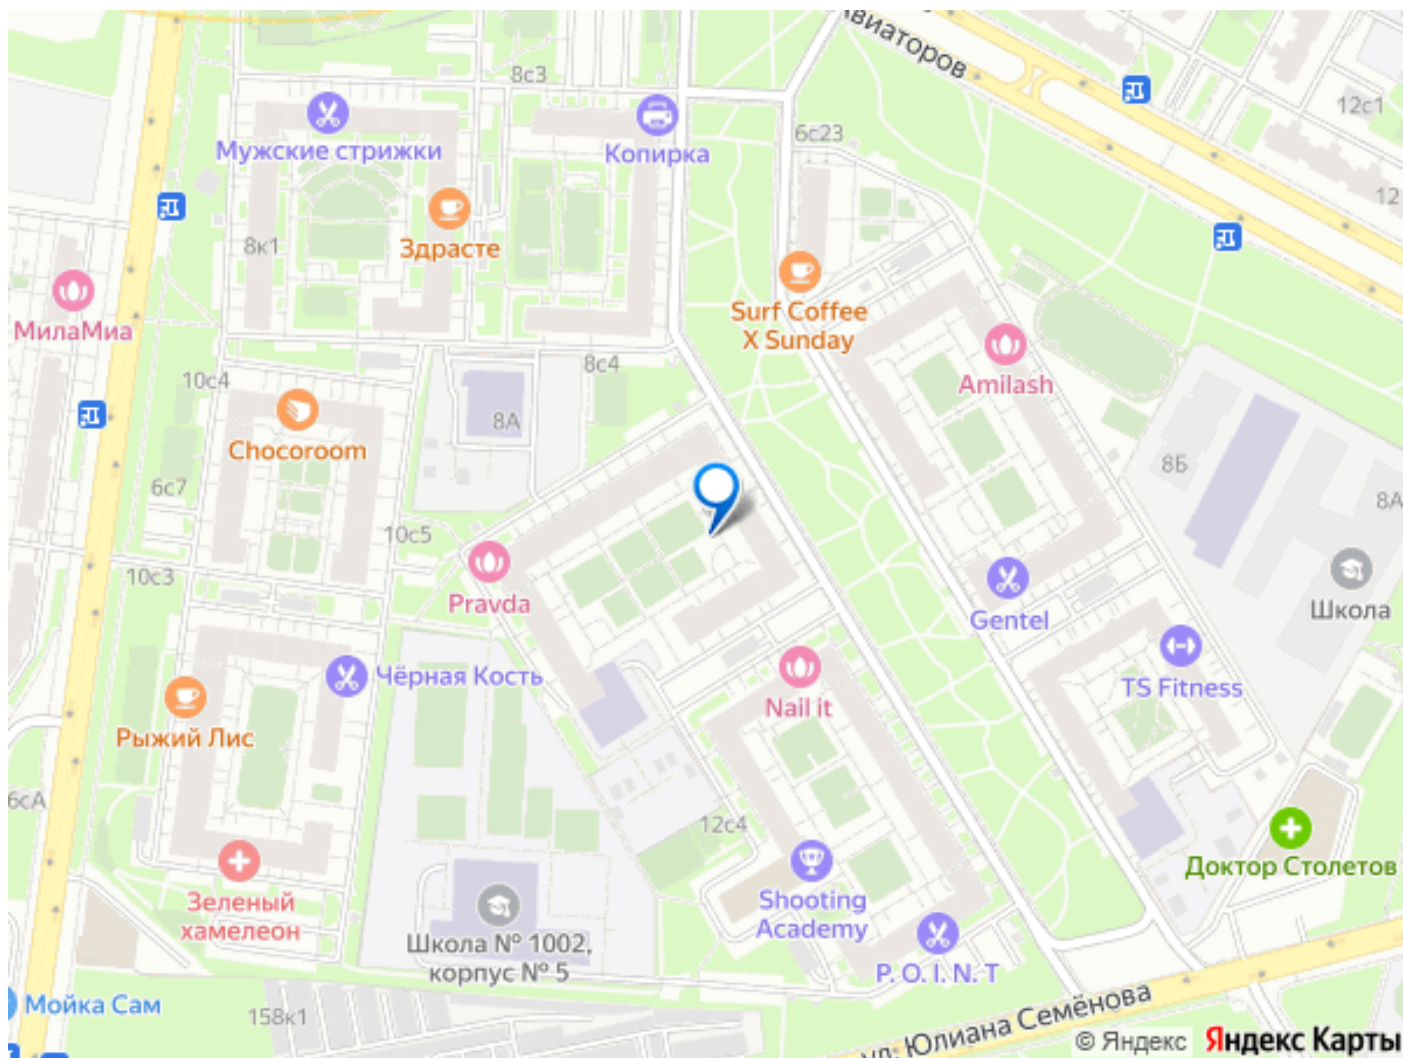 Авиаторов
8с3
12с1
Мужские стрижки
Копирка
6с23
12
8к1
Здрасте
МилаМиа
Surf Coffee
X Sunday
8с4
10с4
Amilash
8А
Chocoroom
8Б
6с7
8А
10с5
10с3
Pravda
Gentel
Школа
Чёрная Кость
Nail it
TS Fitness
Рыжий Лис
6сА
12с4
Доктор Столетов
Зеленый
хамелеон
Shooting
Academy
Школа № 1002,
корпус № 5
P. O. I. N. T
Мойка Сам
158к1
ул. Юлиана Семёнова
© Яндекс Яндекс Карты